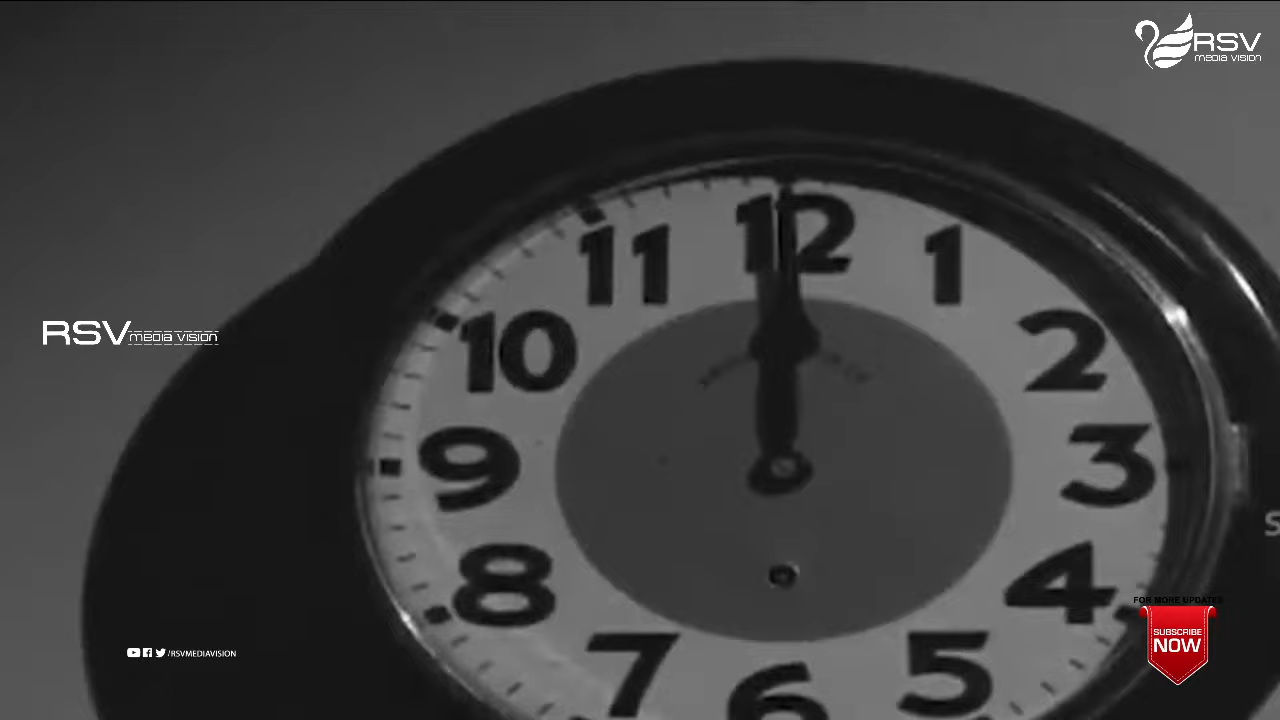 RSV
media vision
12
11
1
10
2
RSV media vision
9
3
S
8
4
FOR MORE UPDATES
SUBSCRIBE
NOW
7
5
/RSVMEDIAVISION
6